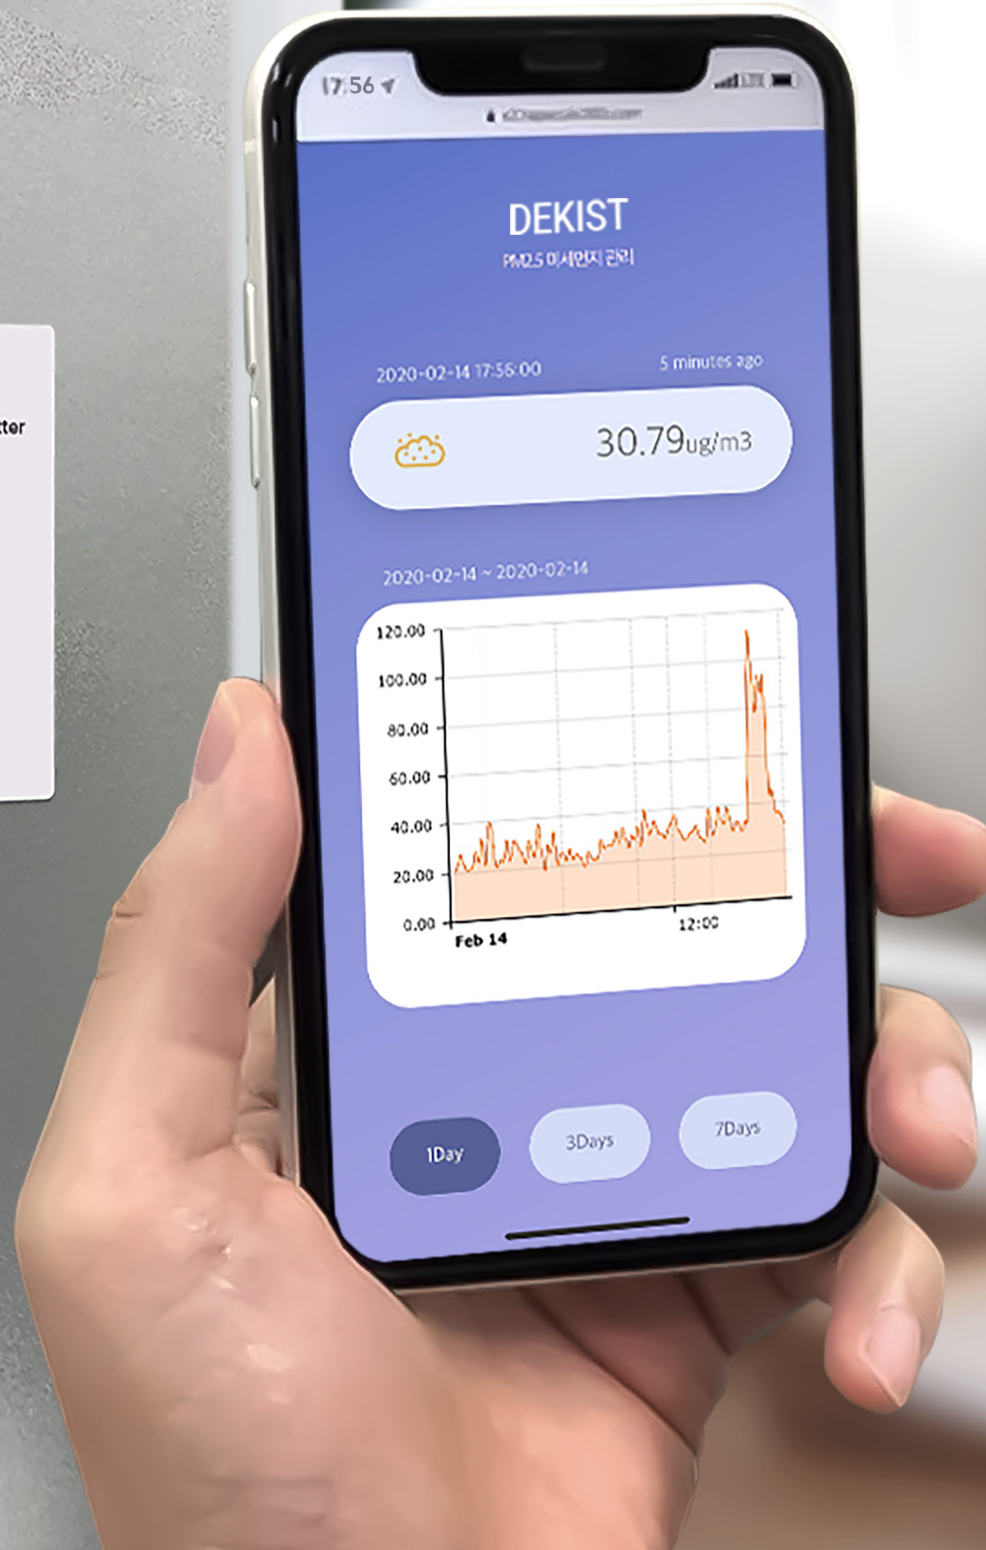 17:56
tter
DEKIST
PM2.5 미세먼지 관리
2020-02-14 17:56:00 5 minutes ago
30.79ug/m3
2020-02-14 ~ 2020-02-14
120.00
100.00
80.00
60.00
40.00
20.00
0.00
Feb 14 12:00
1Day 3Days 7Days